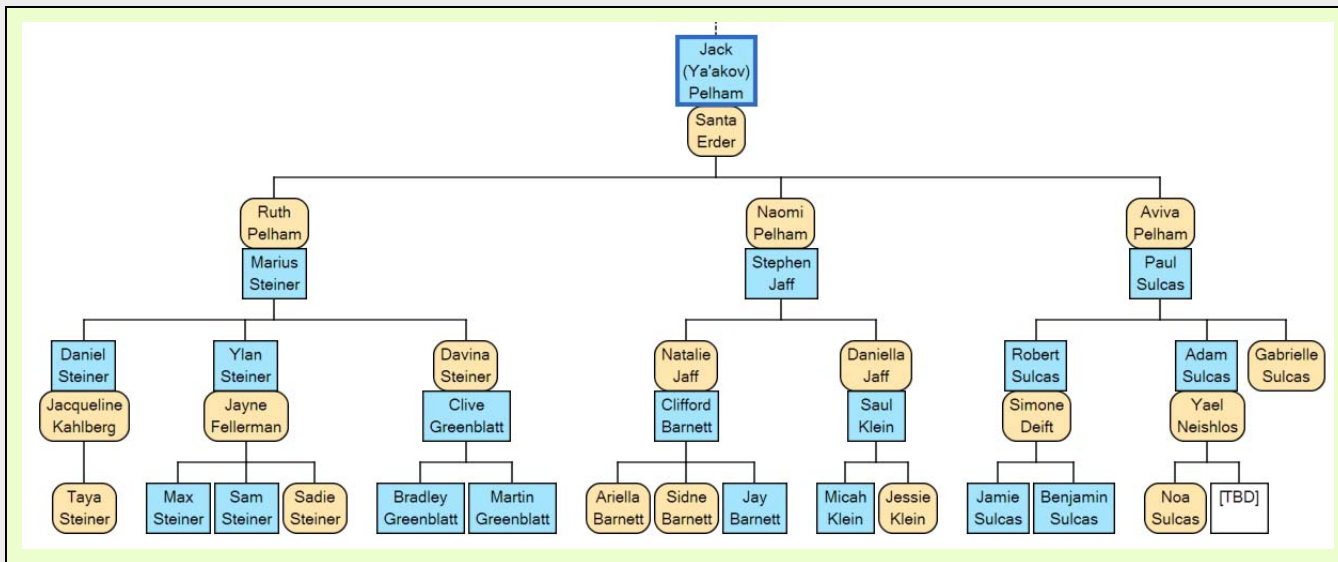 Jack
(Ya'akov)
Pelham
Santa
Erder
Ruth
Pelham
Marius
Steiner
Naomi
Pelham
Stephen
Jaff
Aviva
Pelham
Paul
Sulcas
Daniel
Steiner
Jacqueline
Kahlberg
Ylan
Steiner
Jayne
Fellerman
Davina
Steiner
Clive
Greenblatt
Natalie
Jaff
Clifford
Barnett
Daniella
Jaff
Saul
Klein
Robert
Sulcas
Simone
Deift
Adam
Sulcas
Yael
Neishlos
Gabrielle
Sulcas
Taya
Steiner
Max
Steiner
Sam
Steiner
Sadie
Steiner
Bradley
Greenblatt
Martin
Greenblatt
Ariella
Barnett
Sidne
Barnett
Jay
Barnett
Micah
Klein
Jessie
Klein
Jamie
Sulcas
Benjamin
Sulcas
Noa
Sulcas
[TBD]